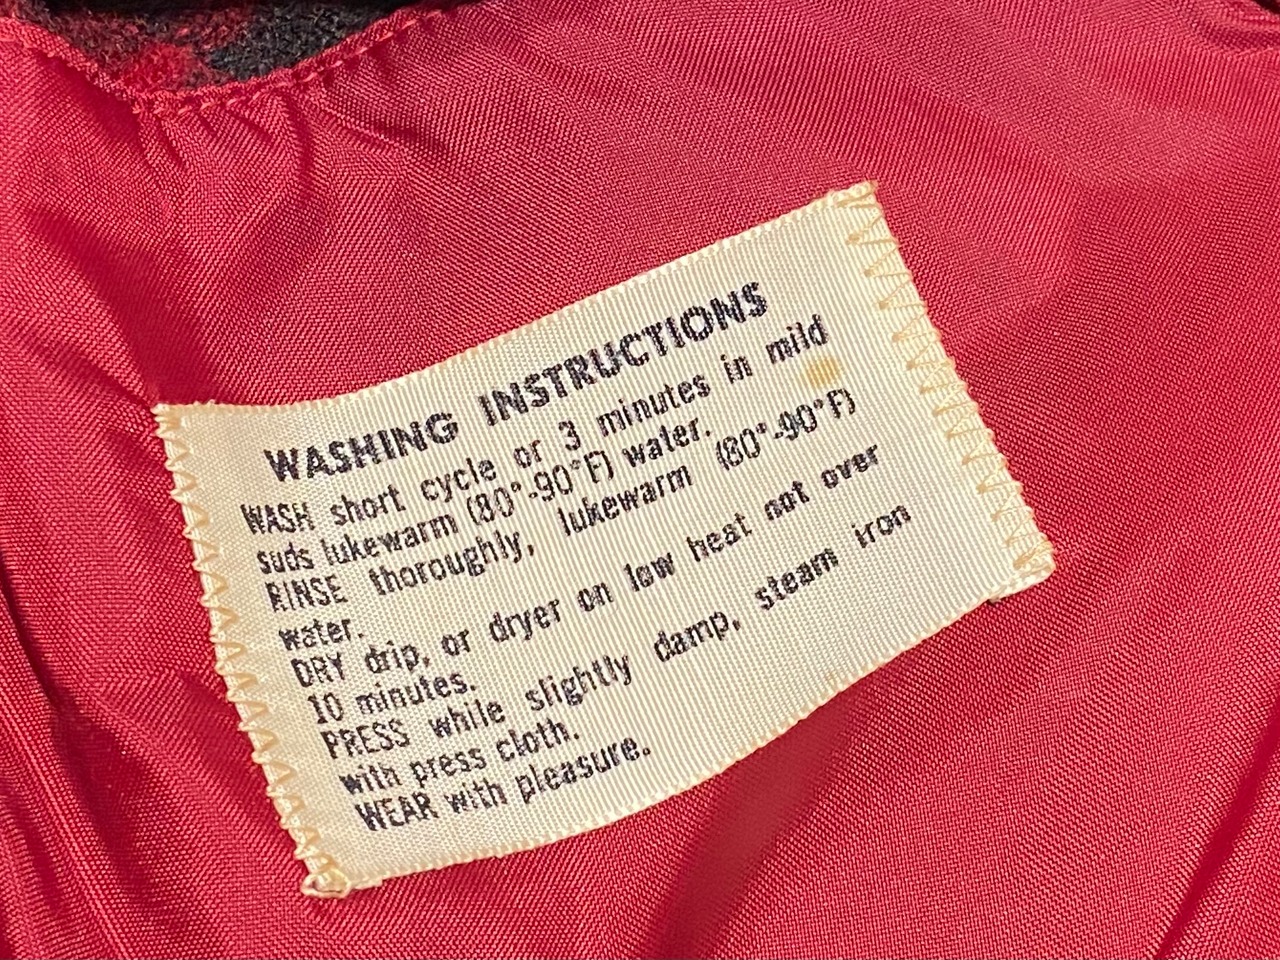 WASHING INSTRUCTIONS
WASH short cycle or 3 minutes in mild
suds lukewarm (80°-90°F) water.
RINSE thoroughly, lukewarm (80°-90°F)
water.
DRY drip, or dryer on low heat not over
10 minutes.
PRESS while slightly damp, steam iron
with press cloth.
WEAR with pleasure.